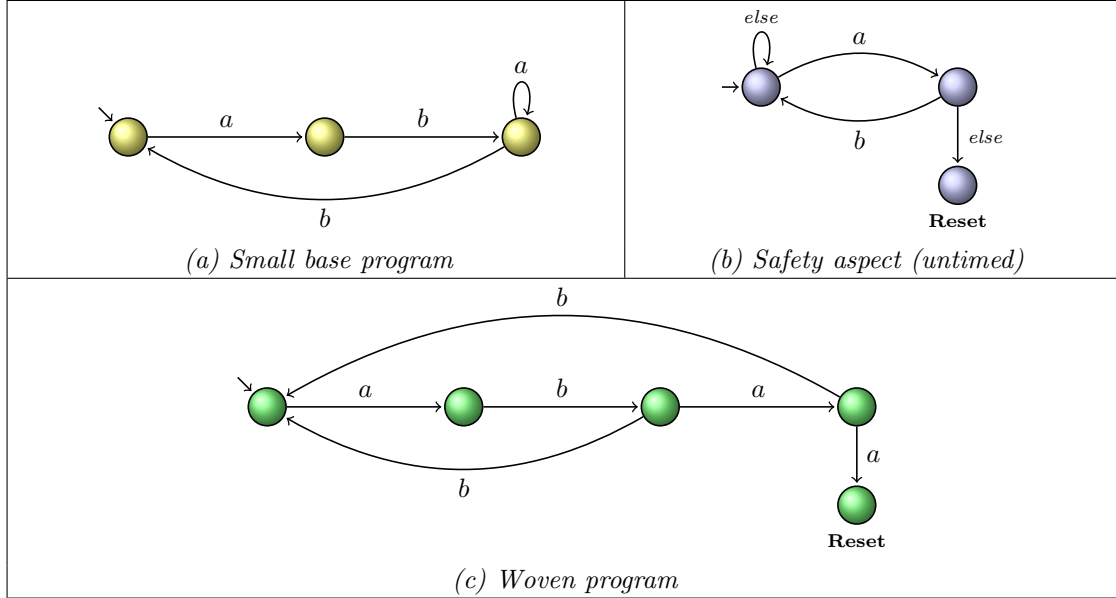 a
b
a
b
(a) Small base program
else
a
b
else
Reset
(b) Safety aspect (untimed)
b
a
b
a
b
a
Reset
(c) Woven program